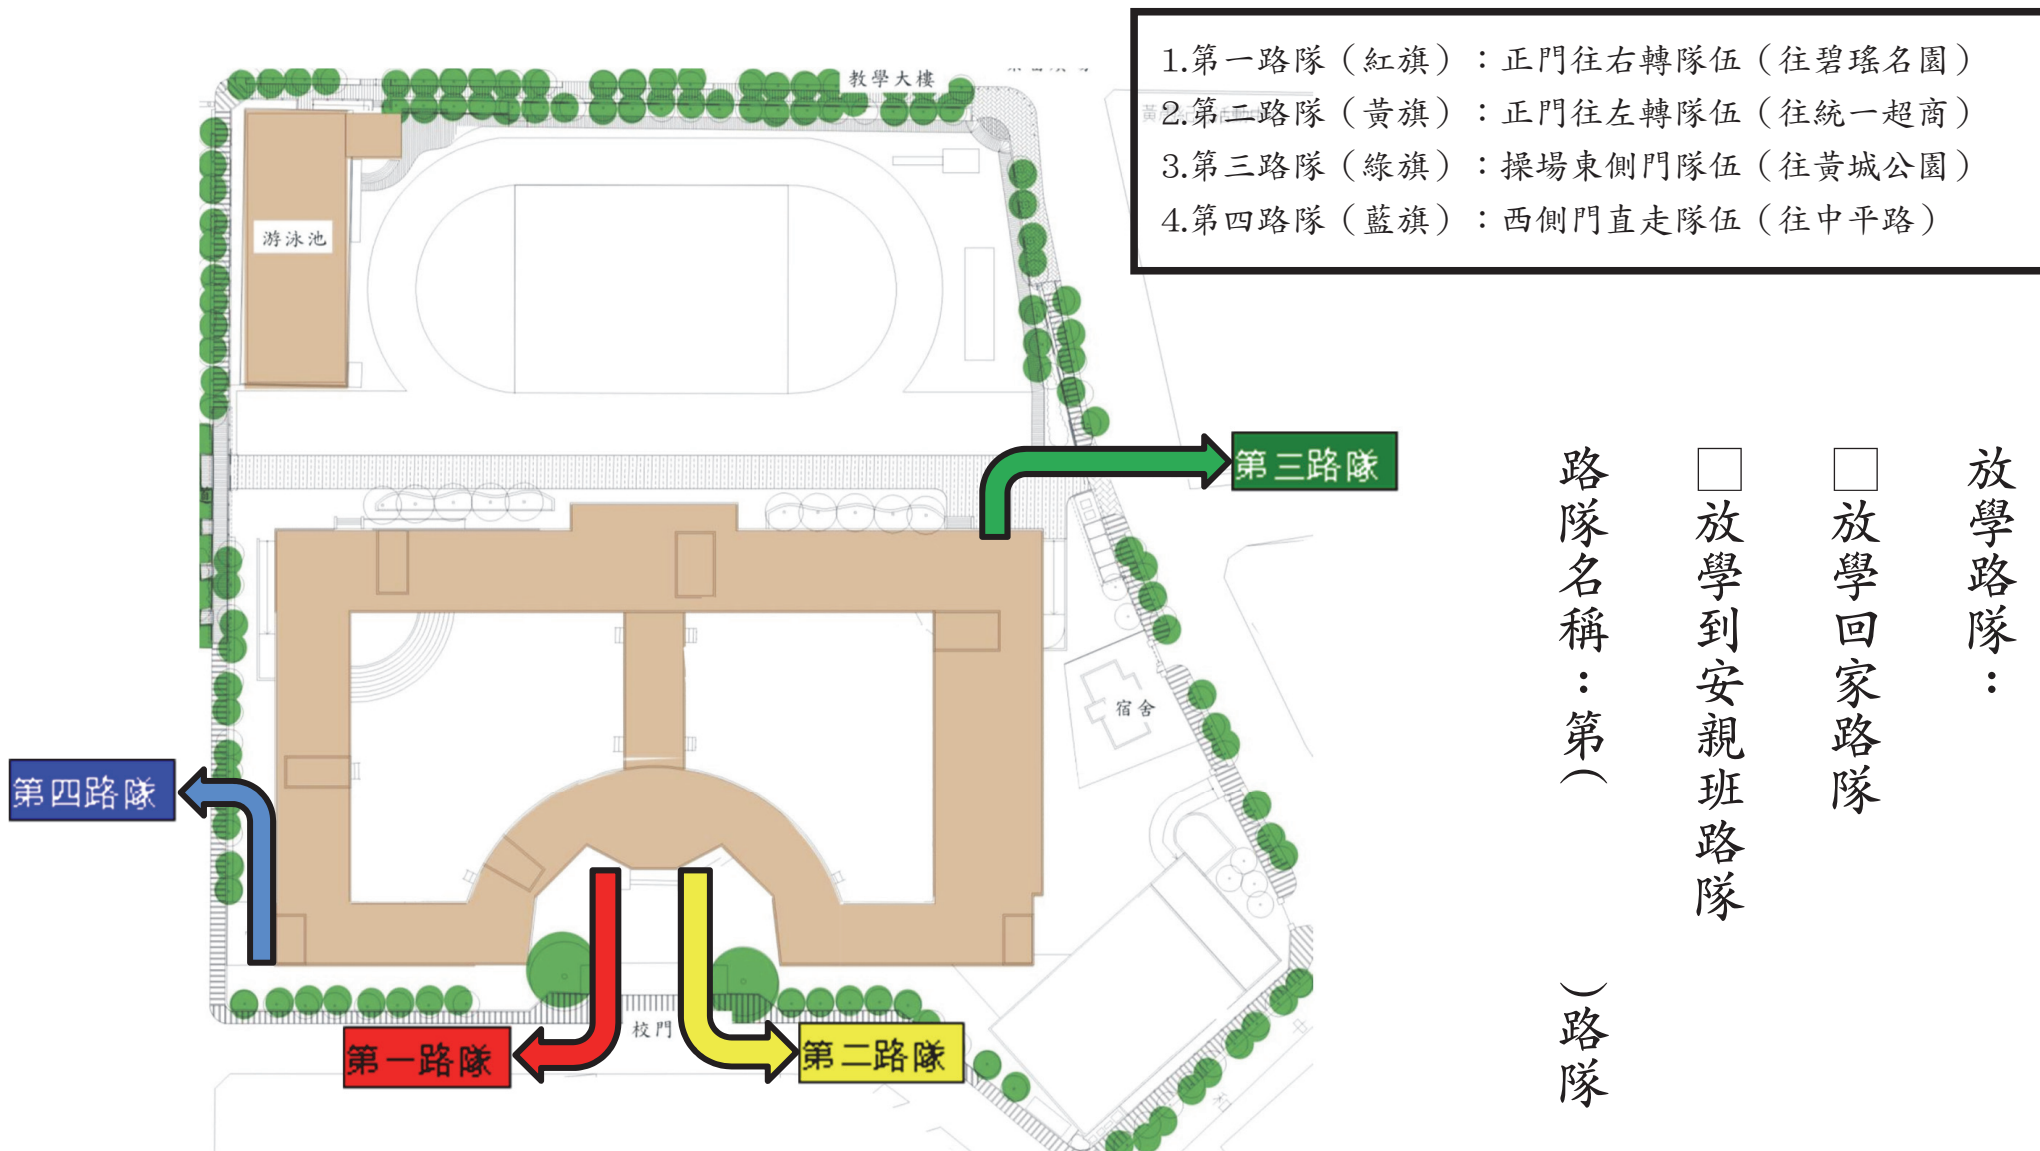 1.第一路隊（紅旗）：正門往右轉隊伍（往碧瑤名園）
2.第二路隊（黃旗）：正門往左轉隊伍（往統一超商）
3.第三路隊（綠旗）：操場東側門隊伍（往黃城公園）
4.第四路隊（藍旗）：西側門直走隊伍（往中平路）
教學大樓
游泳池
第三路隊
宿舍
第四路隊
校門
第一路隊
第二路隊
放學路隊：
□放學回家路隊
□放學到安親班路隊
路隊名稱：第（　　　）路隊